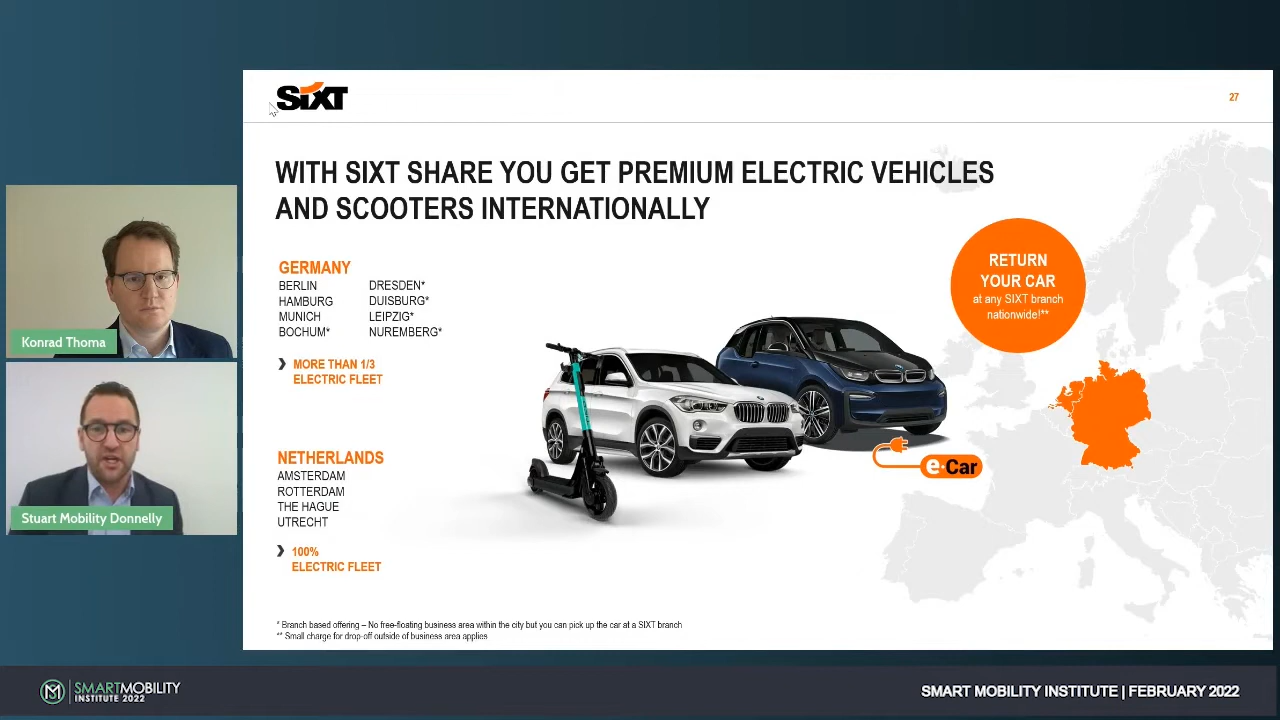 SIXT
27
WITH SIXT SHARE YOU GET PREMIUM ELECTRIC VEHICLES
AND SCOOTERS INTERNATIONALLY
GERMANY
BERLIN
HAMBURG
MUNICH
BOCHUM*
DRESDEN*
DUISBURG*
LEIPZIG*
NUREMBERG*
MORE THAN 1/3
ELECTRIC FLEET
NETHERLANDS
AMSTERDAM
ROTTERDAM
THE HAGUE
UTRECHT
100%
ELECTRIC FLEET
RETURN
YOUR CAR
at any SIXT branch
nationwide!**
e·Car
* Branch based offering – No free-floating business area within the city but you can pick up the car at a SIXT branch
** Small charge for drop-off outside of business area applies
Konrad Thoma
Stuart Mobility Donnelly
M
SMARTMOBILITY
INSTITUTE 2022
SMART MOBILITY INSTITUTE | FEBRUARY 2022